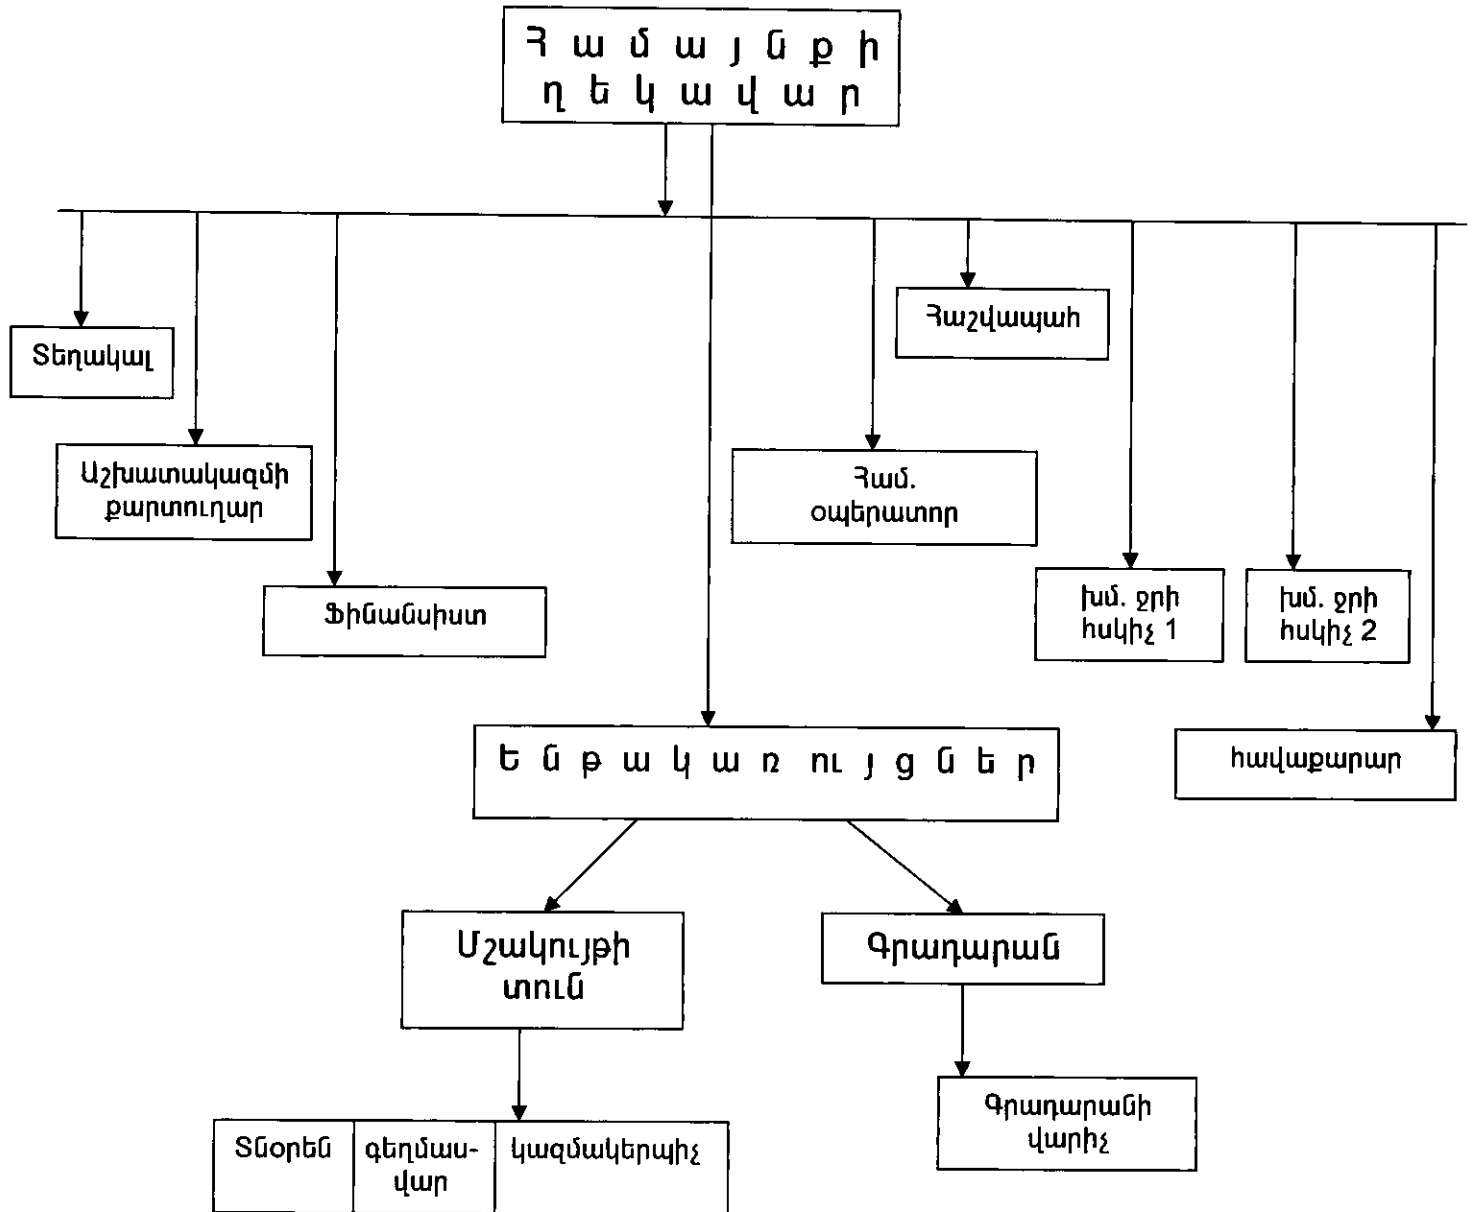 Համայնքի
ղեկավար
Հաշվապահ
Տեղակալ
Աշխատակազմի
քարտուղար
Համ.
օպերատոր
Ֆինանսիստ
խմ. ջրի
հսկիչ 1
խմ. ջրի
հսկիչ 2
Ենթակառույցներ
հավաքարար
Մշակույթի
տուն
Գրադարան
Գրադարանի
վարիչ
Տնօրեն
գեղմաս-
վար
կազմակերպիչ